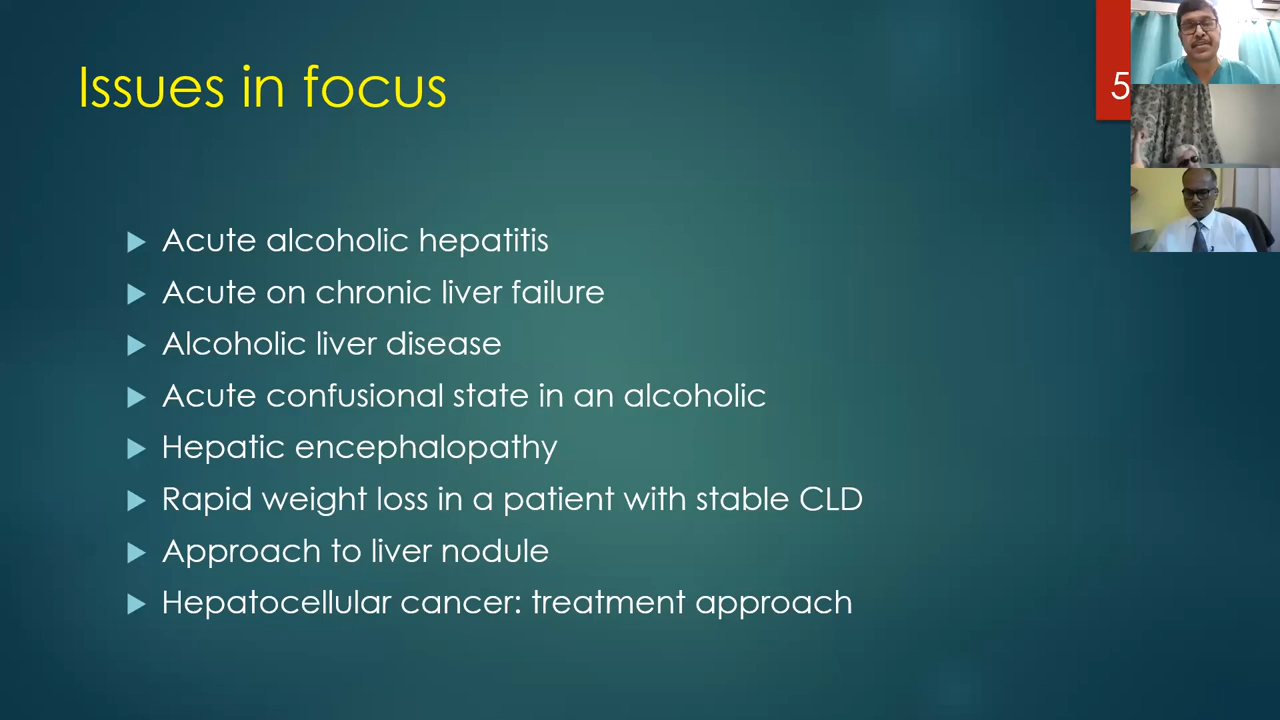 Issues in focus
5
Acute alcoholic hepatitis
Acute on chronic liver failure
Alcoholic liver disease
Acute confusional state in an alcoholic
Hepatic encephalopathy
Rapid weight loss in a patient with stable CLD
Approach to liver nodule
Hepatocellular cancer: treatment approach